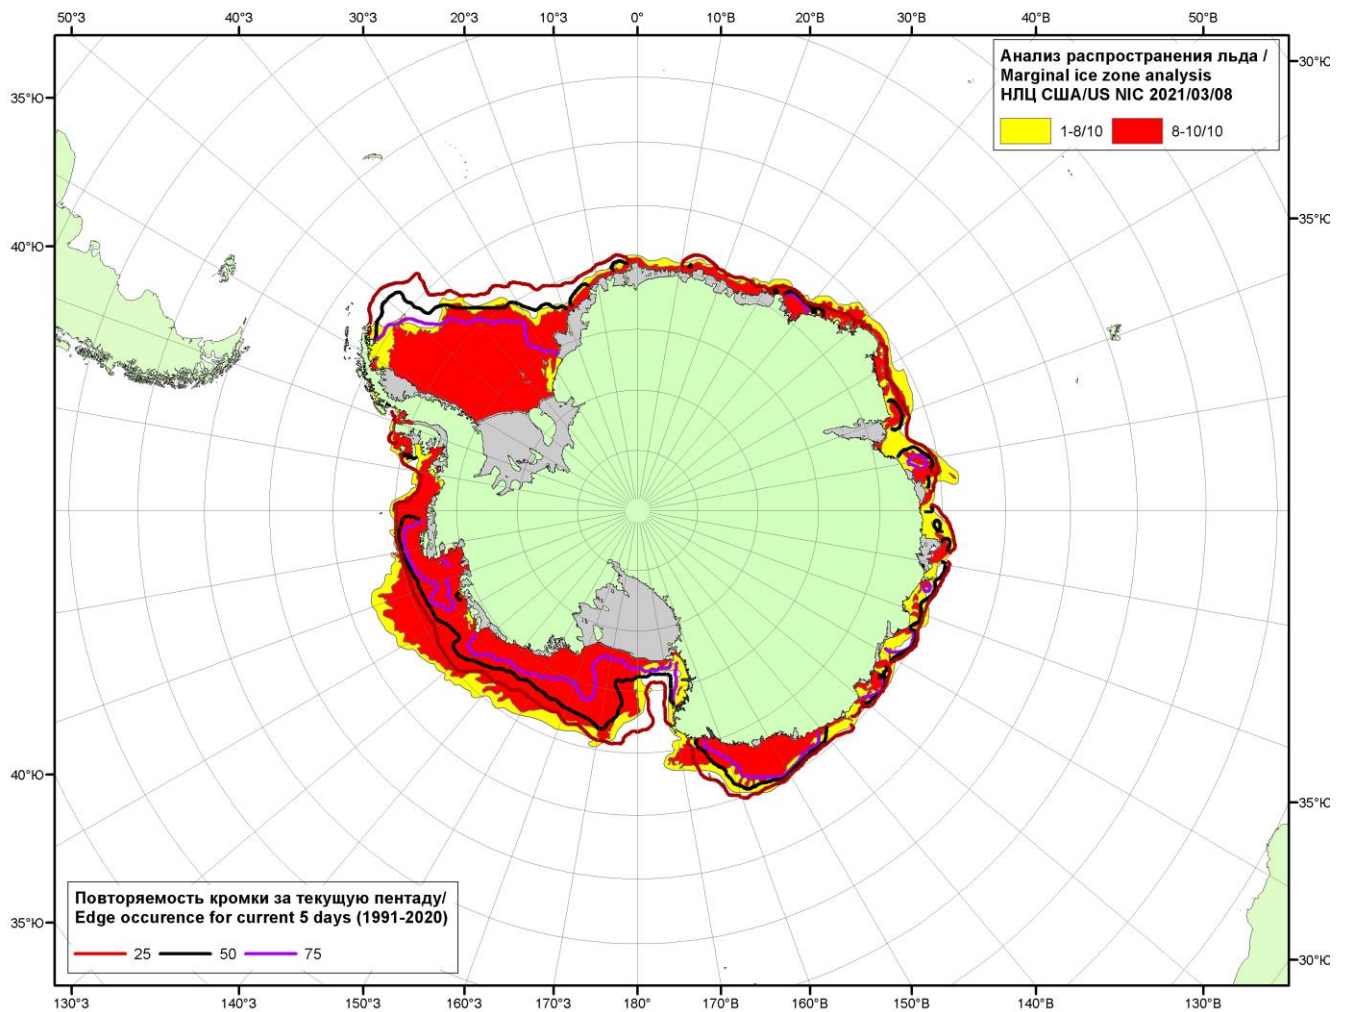 50°З 40°З 30°З 20°З 10°З 0° 10°В 20°В 30°В 40°В 50°В
Анализ распространения льда /
Marginal ice zone analysis
НЛЦ США/US NIC 2021/03/08
1-8/10 8-10/10
30°Ю
35°Ю
35°Ю
40°Ю
40°Ю
35°Ю
Повторяемость кромки за текущую пентаду/
Edge occurence for current 5 days (1991-2020)
25 50 75
35°Ю
30°Ю
130°З 140°З 150°З 160°З 170°З 180° 170°В 160°В 150°В 140°В 130°В